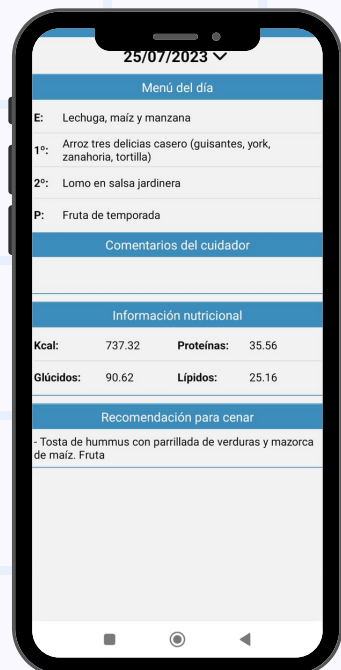 25/07/2023
Menú del día
E: Lechuga, maíz y manzana
1º: Arroz tres delicias casero (guisantes, york,
zanahoria, tortilla)
2º: Lomo en salsa jardinera
P: Fruta de temporada
Comentarios del cuidador
Información nutricional
Kcal: 737.32 Proteínas: 35.56
Glúcidos: 90.62 Lípidos: 25.16
Recomendación para cenar
- Tosta de hummus con parrillada de verduras y mazorca
de maíz. Fruta